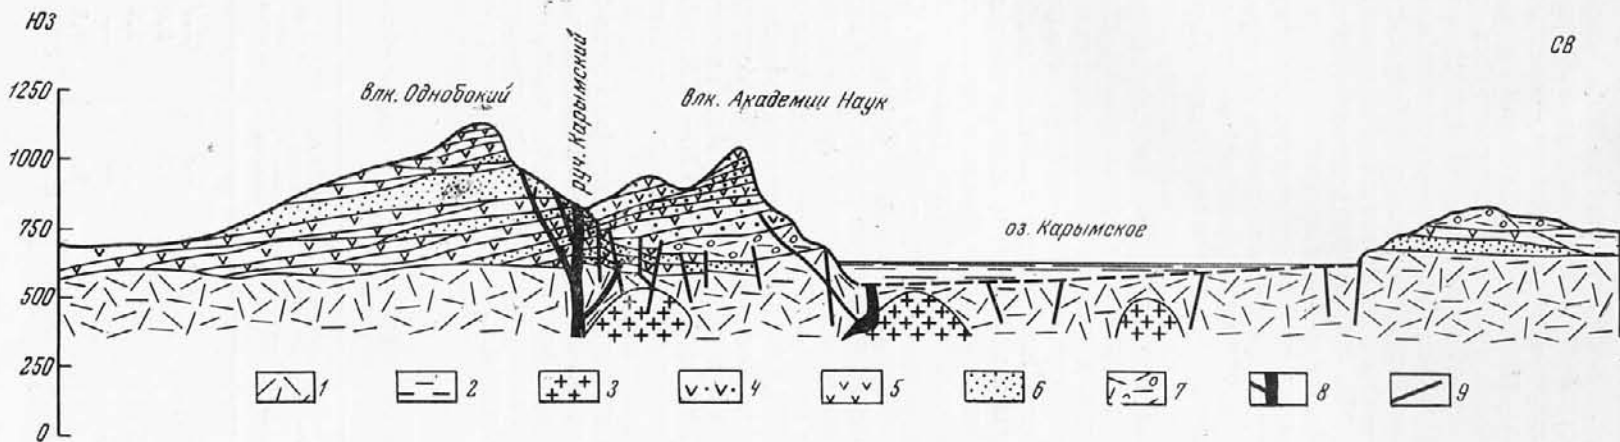 ЮЗ
СВ
1250
1000
750
500
250
0
влк. Однобокий
руч. Карымский
влк. Академии Наук
оз. Карымское
1 2 3 4 5 6 7 8 9